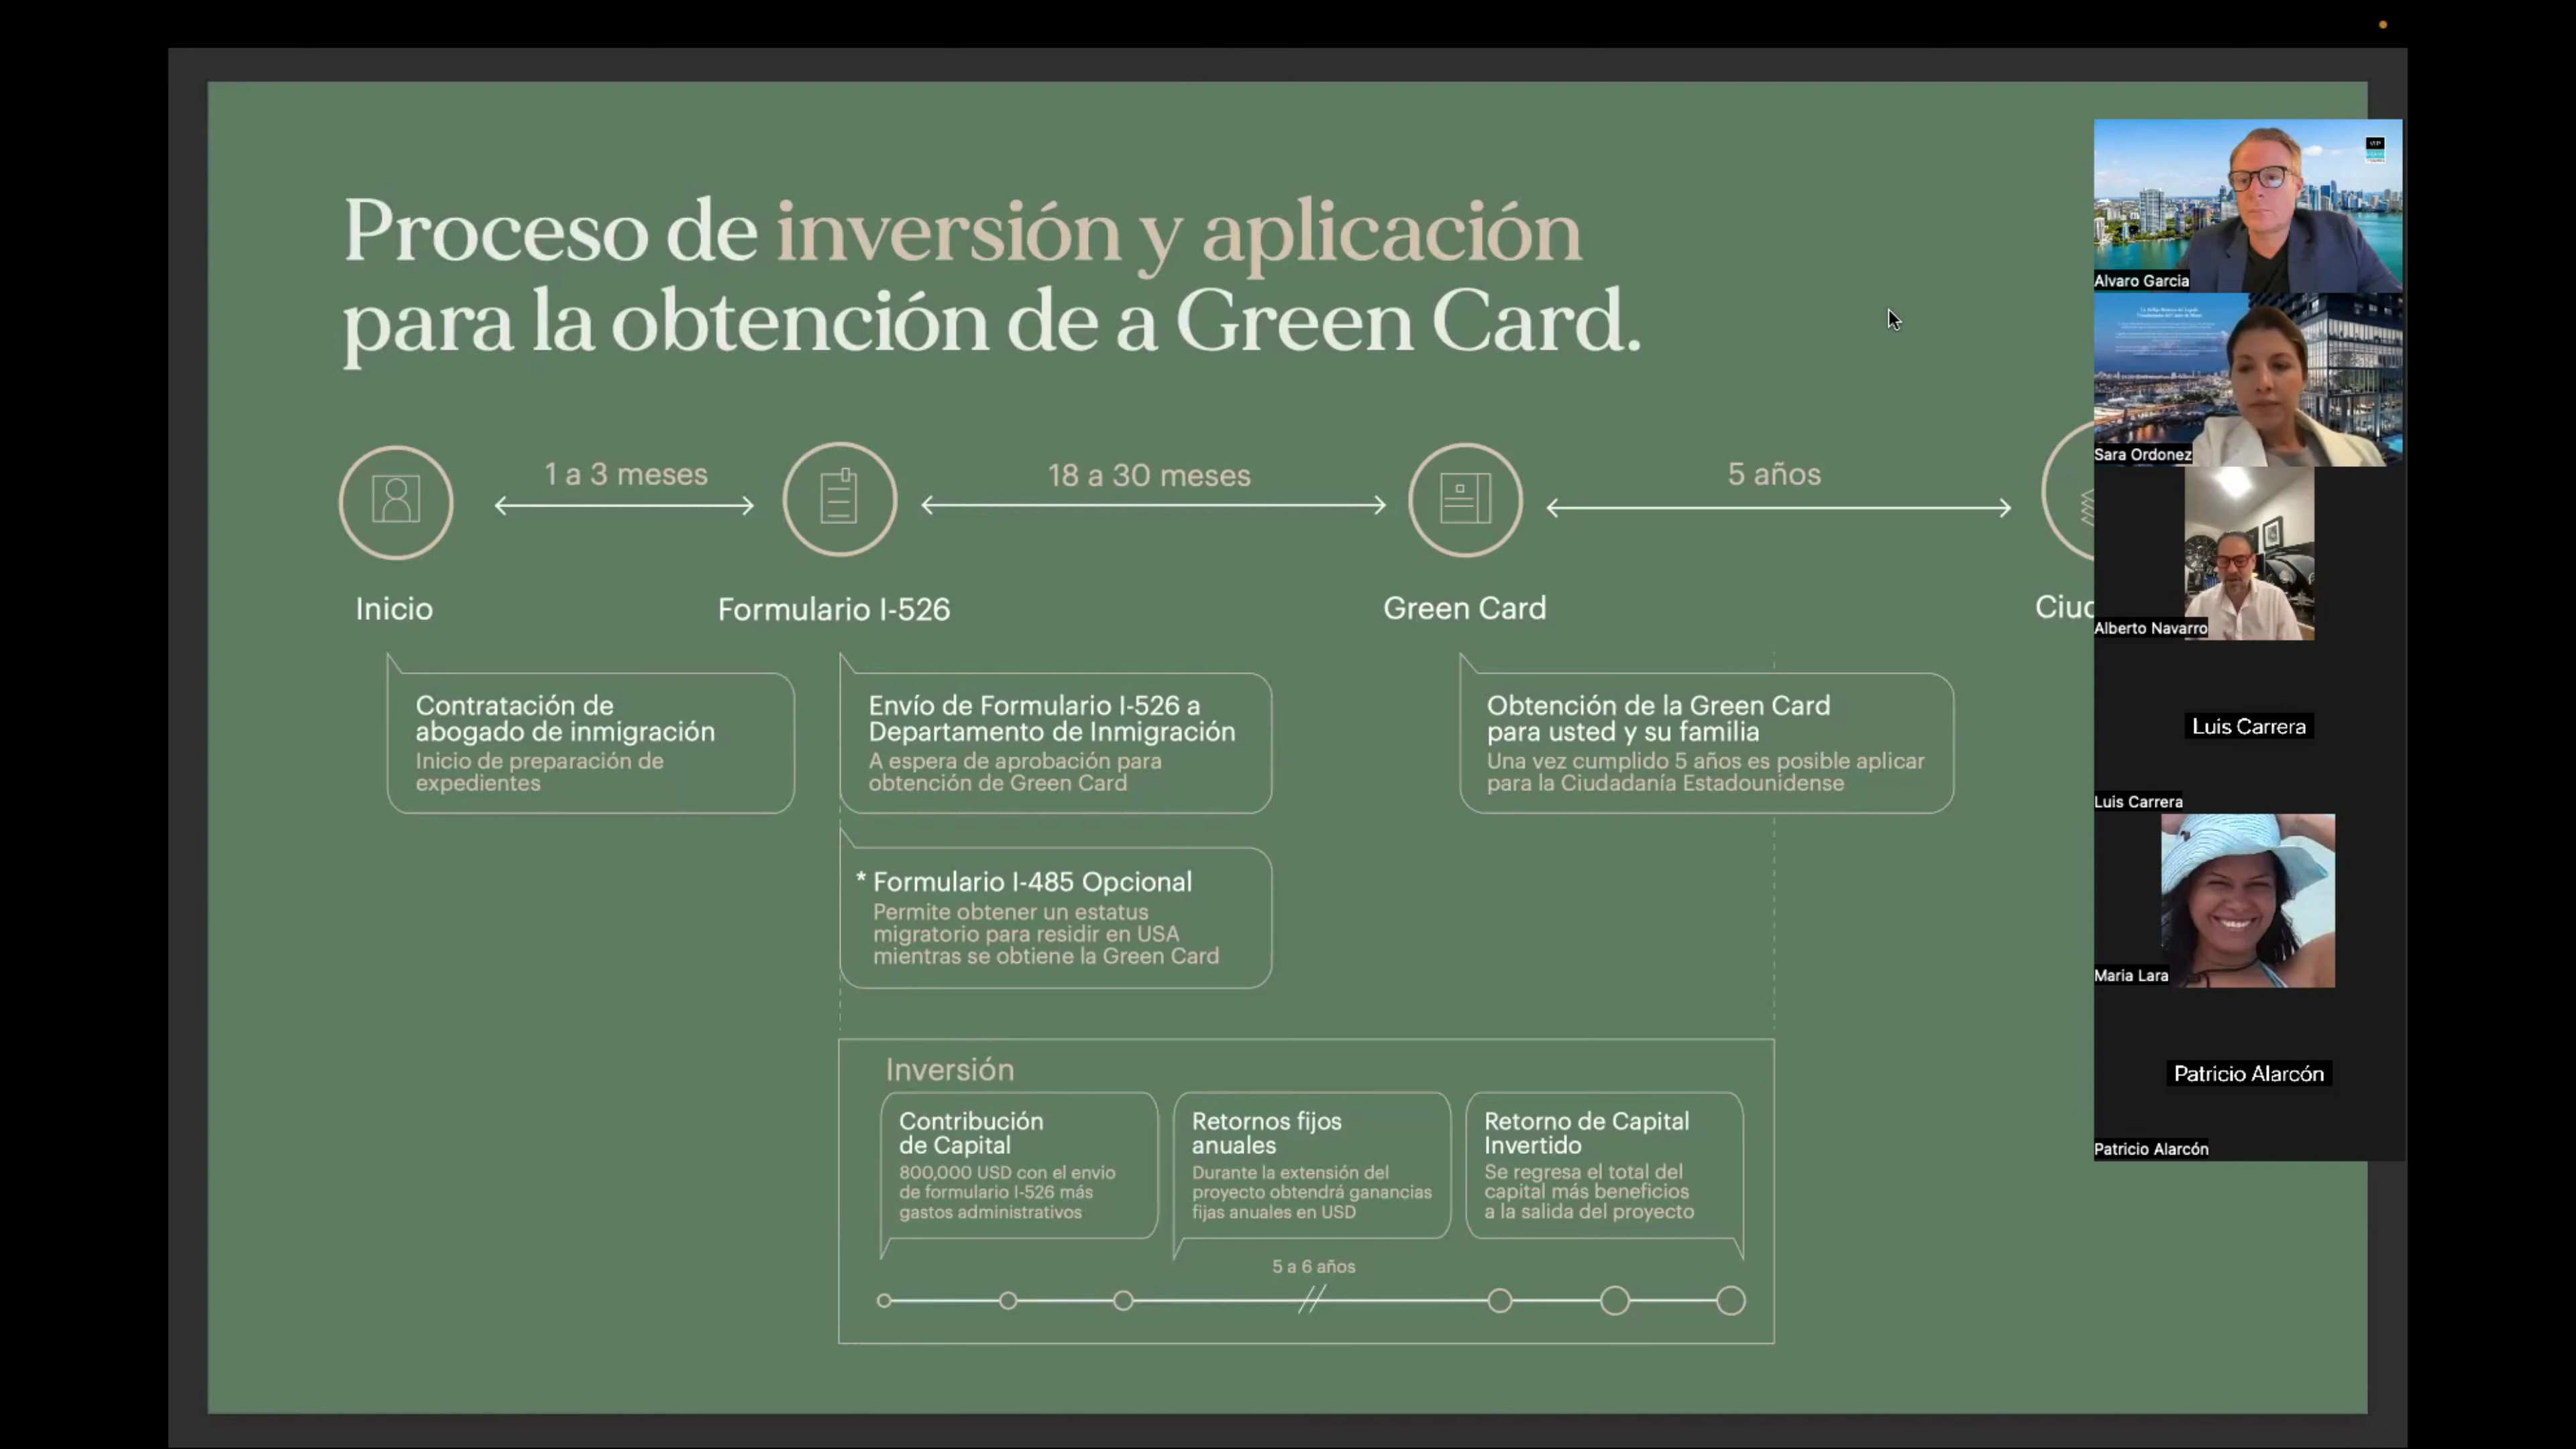 Proceso de inversión y aplicación
para la obtención de a Green Card.
1 a 3 meses
18 a 30 meses
5 años
Inicio
Formulario I-526
Green Card
Contratación de
abogado de inmigración
Inicio de preparación de
expedientes
Envío de Formulario I-526 a
Departamento de Inmigración
A espera de aprobación para
obtención de Green Card
* Formulario I-485 Opcional
Permite obtener un estatus
migratorio para residir en USA
mientras se obtiene la Green Card
Obtención de la Green Card
para usted y su familia
Una vez cumplido 5 años es posible aplicar
para la Ciudadanía Estadounidense
Inversión
Contribución
de Capital
800,000 USD con el envio
de formulario I-526 más
gastos administrativos
Retornos fijos
anuales
Durante la extensión del
proyecto obtendrá ganancias
fijas anuales en USD
Retorno de Capital
Invertido
Se regresa el total del
capital más beneficios
a la salida del proyecto
5 a 6 años
Alvaro Garcia
Sara Ordonez
Alberto Navarro
Luis Carrera
Luis Carrera
Maria Lara
Patricio Alarcón
Patricio Alarcón